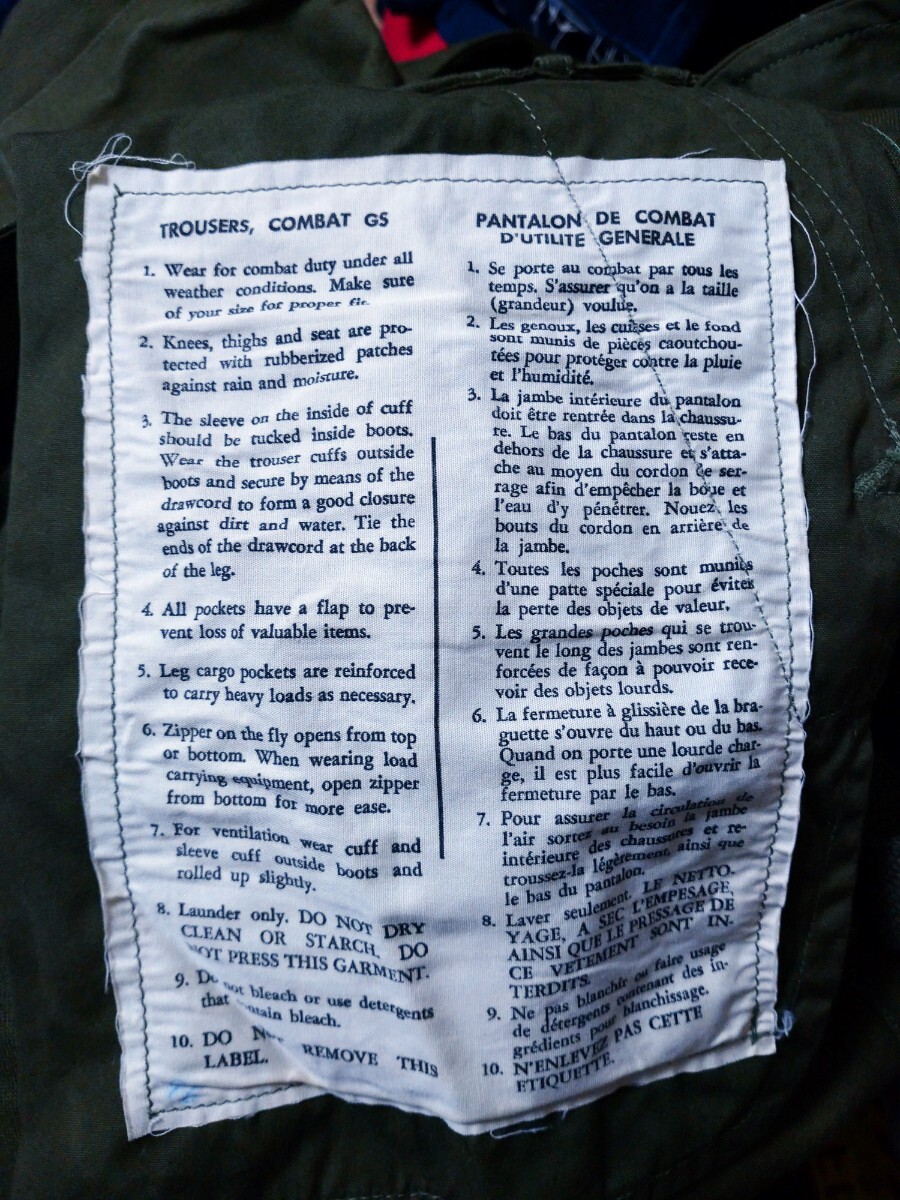 TROUSERS, COMBAT GS
1. Wear for combat duty under all
weather conditions. Make sure
of your size for proper fit.
2. Knees, thighs and seat are pro-
tected with rubberized patches
against rain and moisture.
3. The sleeve on the inside of cuff
should be tucked inside boots.
Wear the trouser cuffs outside
boots and secure by means of the
drawcord to form a good closure
against dirt and water. Tie the
ends of the drawcord at the back
of the leg.
4. All pockets have a flap to pre-
vent loss of valuable items.
5. Leg cargo pockets are reinforced
to carry heavy loads as necessary.
6. Zipper on the fly opens from top
or bottom. When wearing load
carrying equipment, open zipper
from bottom for more ease.
7. For ventilation wear cuff and
sleeve cuff outside boots and
rolled up slightly.
8. Launder only. DO NOT DRY
CLEAN OR STARCH. DO
NOT PRESS THIS GARMENT.
9. Do not bleach or use detergents
that contain bleach.
10. DO NOT REMOVE THIS
LABEL.
PANTALON DE COMBAT
D'UTILITE GENERALE
1. Se porte au combat par tous les
temps. S'assurer qu'on a la taille
(grandeur) voulue.
2. Les genoux, les cuisses et le fond
sont munis de pièces caoutchou-
tées pour protéger contre la pluie
et l'humidité.
3. La jambe intérieure du pantalon
doit être rentrée dans la chaussu-
re. Le bas du pantalon reste en
dehors de la chaussure et s'atta-
che au moyen du cordon de ser-
rage afin d'empêcher la boue et
l'eau d'y pénétrer. Nouez les
bouts du cordon en arrière de
la jambe.
4. Toutes les poches sont munies
d'une patte spéciale pour éviter
la perte des objets de valeur.
5. Les grandes poches qui se trou-
vent le long des jambes sont ren-
forcées de façon à pouvoir rece-
voir des objets lourds.
6. La fermeture à glissière de la bra-
guette s'ouvre du haut ou du bas.
Quand on porte une lourde char-
ge, il est plus facile d'ouvrir la
fermeture par le bas.
7. Pour assurer la circulation de
l'air sortez au besoin la jambe
intérieure des chaussures et re-
troussez-la légèrement, ainsi que
le bas du pantalon.
8. Laver seulement. LE NETTO-
YAGE, A SEC L'EMPESAGE,
AINSI QUE LE PRESSAGE DE
CE VETEMENT SONT IN-
TERDITS.
9. Ne pas blanchir ou faire usage
de détergents contenant des in-
grédients pour blanchissage.
10. N'ENLEVEZ PAS CETTE
ETIQUETTE.